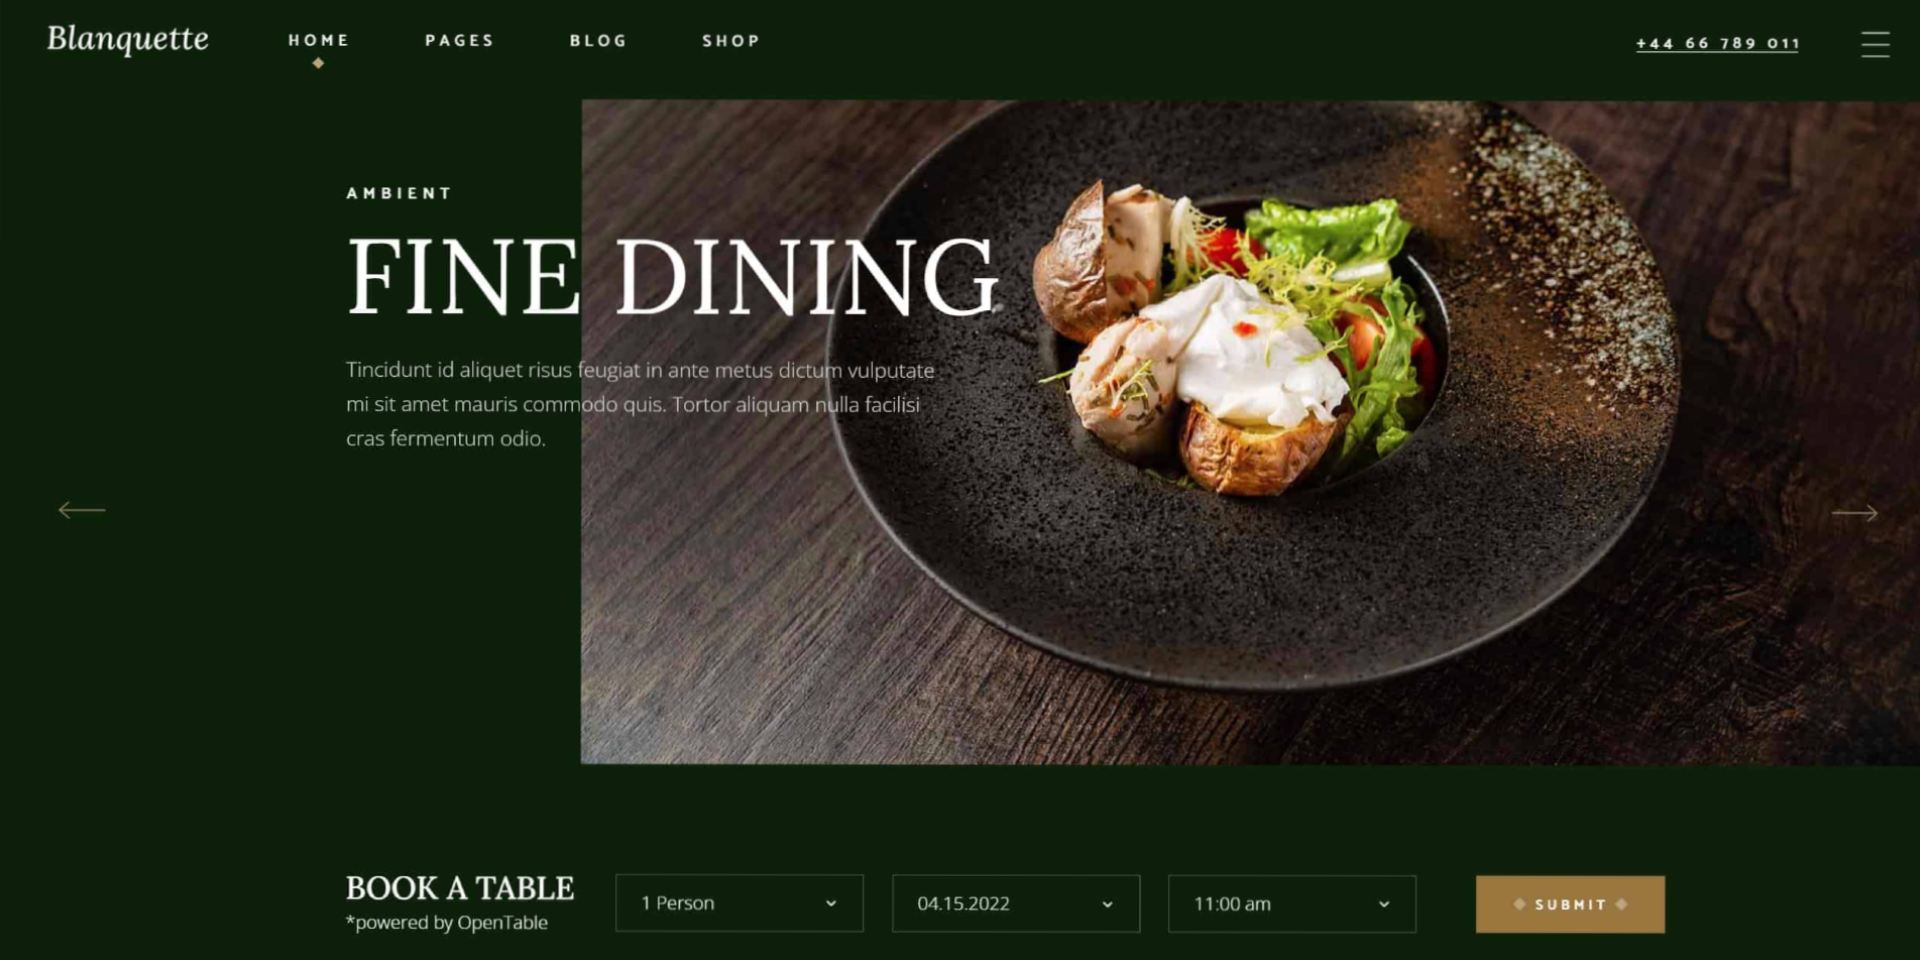 Blanquette
HOME
PAGES
BLOG
SHOP
+44 66 789 011
AMBIENT
FINE DINING
Tincidunt id aliquet risus feugiat in ante metus dictum vulputate
mi sit amet mauris commodo quis. Tortor aliquam nulla facilisi
cras fermentum odio.
BOOK A TABLE
*powered by OpenTable
1 Person
04.15.2022
11:00 am
SUBMIT